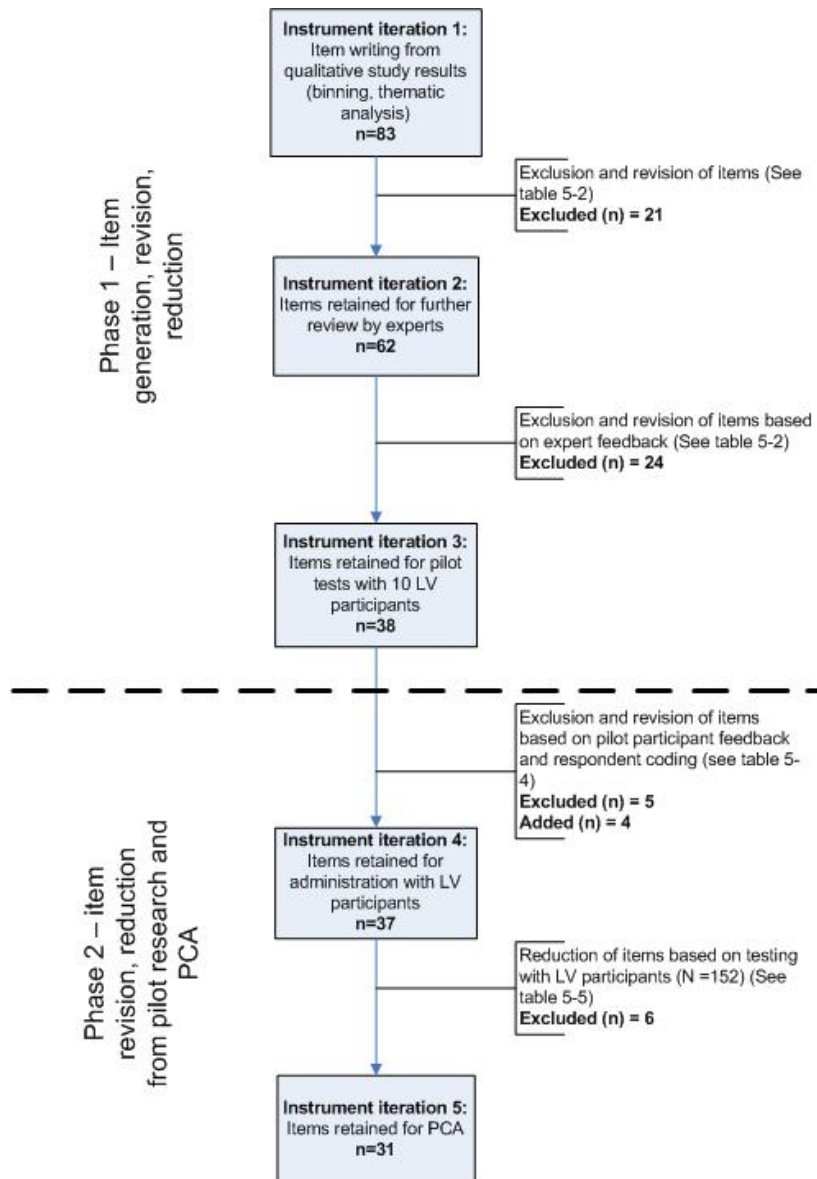 Instrument iteration 1:
Item writing from
qualitative study results
(binning, thematic
analysis)
n=83
Exclusion and revision of items (See
table 5-2)
Excluded (n) = 21
Phase 1 – Item
generation, revision,
reduction
Instrument iteration 2:
Items retained for further
review by experts
n=62
Exclusion and revision of items based
on expert feedback (See table 5-2)
Excluded (n) = 24
Instrument iteration 3:
Items retained for pilot
tests with 10 LV
participants
n=38
Exclusion and revision of items
based on pilot participant feedback
and respondent coding (see table 5-
4)
Excluded (n) = 5
Added (n) = 4
Phase 2 – item
revision, reduction
from pilot research and
PCA
Instrument iteration 4:
Items retained for
administration with LV
participants
n=37
Reduction of items based on testing
with LV participants (N =152) (See
table 5-5)
Excluded (n) = 6
Instrument iteration 5:
Items retained for PCA
n=31